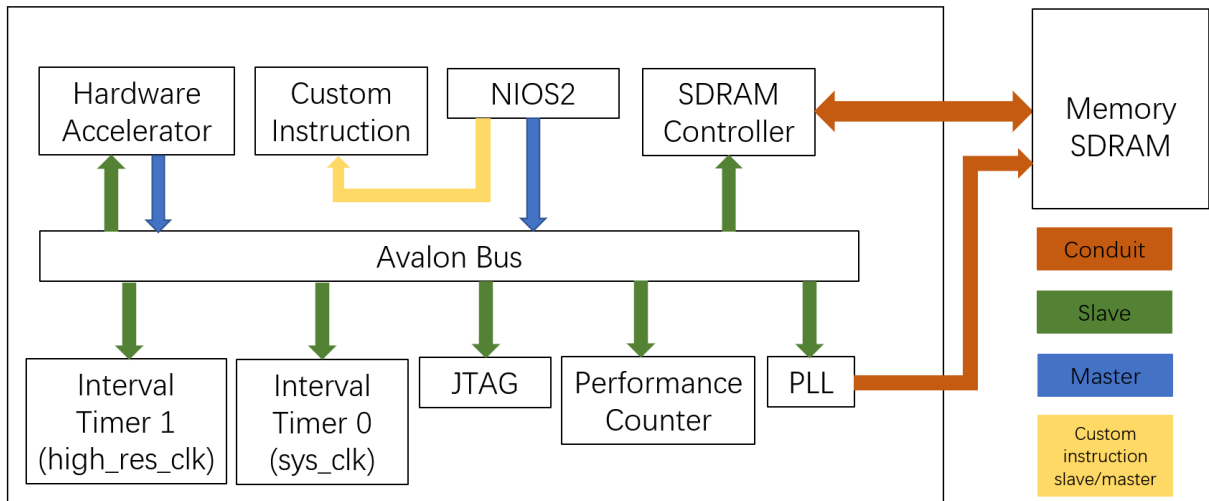 Hardware
Accelerator
Custom
Instruction
NIOS2
SDRAM
Controller
Memory
SDRAM
Avalon Bus
Interval
Timer 1
(high_res_clk)
Interval
Timer 0
(sys_clk)
JTAG
Performance
Counter
PLL
Conduit
Slave
Master
Custom
instruction
slave/master